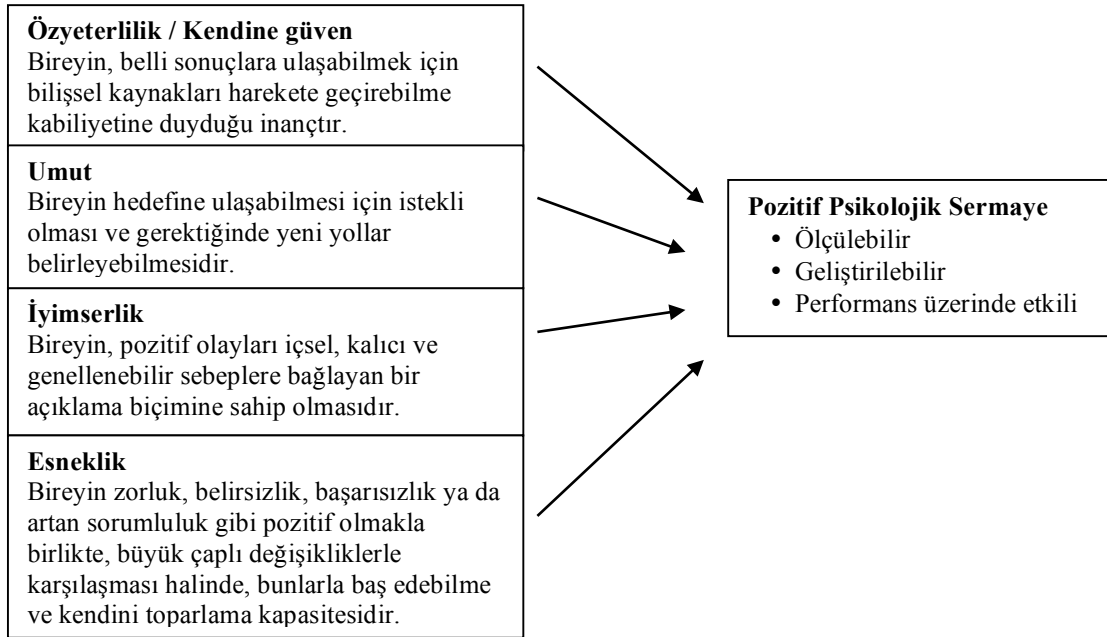 Özyeterlilik / Kendine güven
Bireyin, belli sonuçlara ulaşabilmek için
bilişsel kaynakları harekete geçirebilme
kabiliyetine duyduğu inançtır.
Umut
Bireyin hedefine ulaşabilmesi için istekli
olması ve gerektiğinde yeni yollar
belirleyebilmesidir.
İyimserlik
Bireyin, pozitif olayları içsel, kalıcı ve
genellenebilir sebeplere bağlayan bir
açıklama biçimine sahip olmasıdır.
Esneklik
Bireyin zorluk, belirsizlik, başarısızlık ya da
artan sorumluluk gibi pozitif olmakla
birlikte, büyük çaplı değişikliklerle
karşılaşması halinde, bunlarla baş edebilme
ve kendini toparlama kapasitesidir.
Pozitif Psikolojik Sermaye
• Ölçülebilir
• Geliştirilebilir
• Performans üzerinde etkili